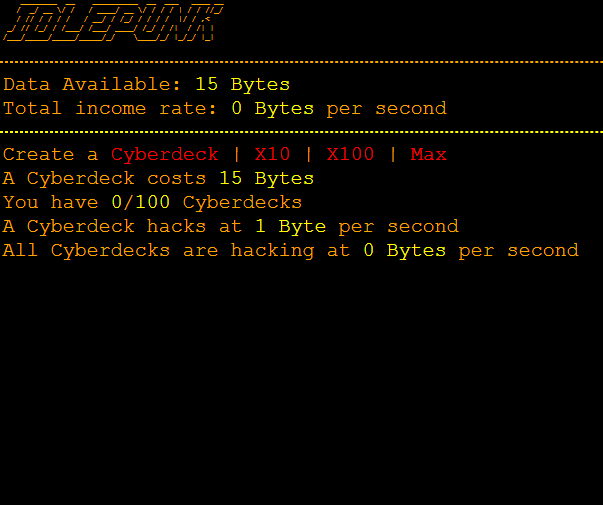 IDLEPUNK
Data Available: 15 Bytes
Total income rate: 0 Bytes per second
Create a Cyberdeck | X10 | X100 | Max
A Cyberdeck costs 15 Bytes
You have 0/100 Cyberdecks
A Cyberdeck hacks at 1 Byte per second
All Cyberdecks are hacking at 0 Bytes per second